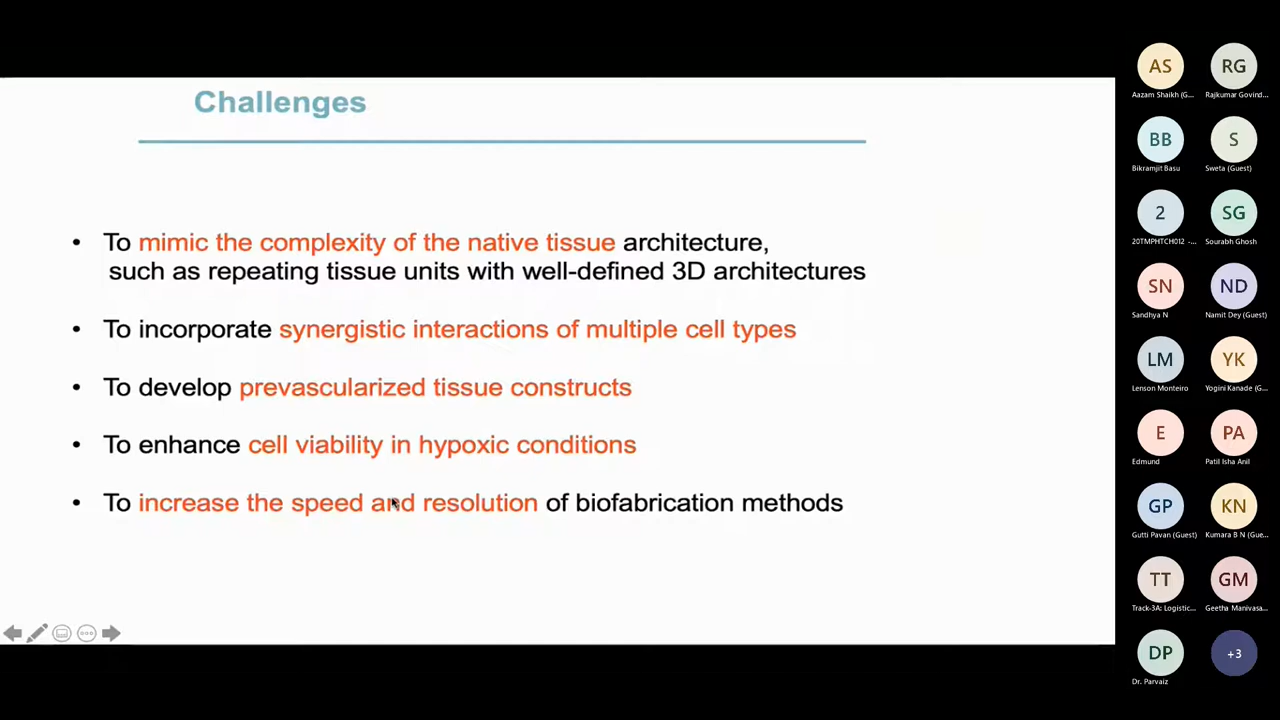 Challenges
• To mimic the complexity of the native tissue architecture,
such as repeating tissue units with well-defined 3D architectures
• To incorporate synergistic interactions of multiple cell types
• To develop prevascularized tissue constructs
• To enhance cell viability in hypoxic conditions
• To increase the speed and resolution of biofabrication methods
AS RG
Aazam Shaikh (G... Rajkumar Govind...
BB S
Bikramjit Basu Sweta (Guest)
2 SG
20TMPHTCH012 -... Sourabh Ghosh
SN ND
Sandhya N Namit Dey (Guest)
LM YK
Lenson Monteiro Yogini Kanade (G...
E PA
Edmund Patil Isha Anil
GP KN
Gutti Pavan (Guest) Kumara B N (Gue...
TT GM
Track-3A: Logistic... Geetha Manivasa...
DP +3
Dr. Parvaiz